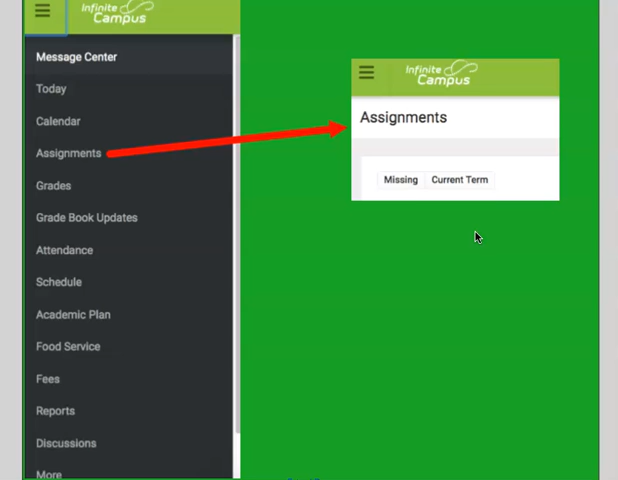 Infinite
Campus
Message Center
Today
Calendar
Assignments
Grades
Grade Book Updates
Attendance
Schedule
Academic Plan
Food Service
Fees
Reports
Discussions
More
Infinite
Campus
Assignments
Missing Current Term